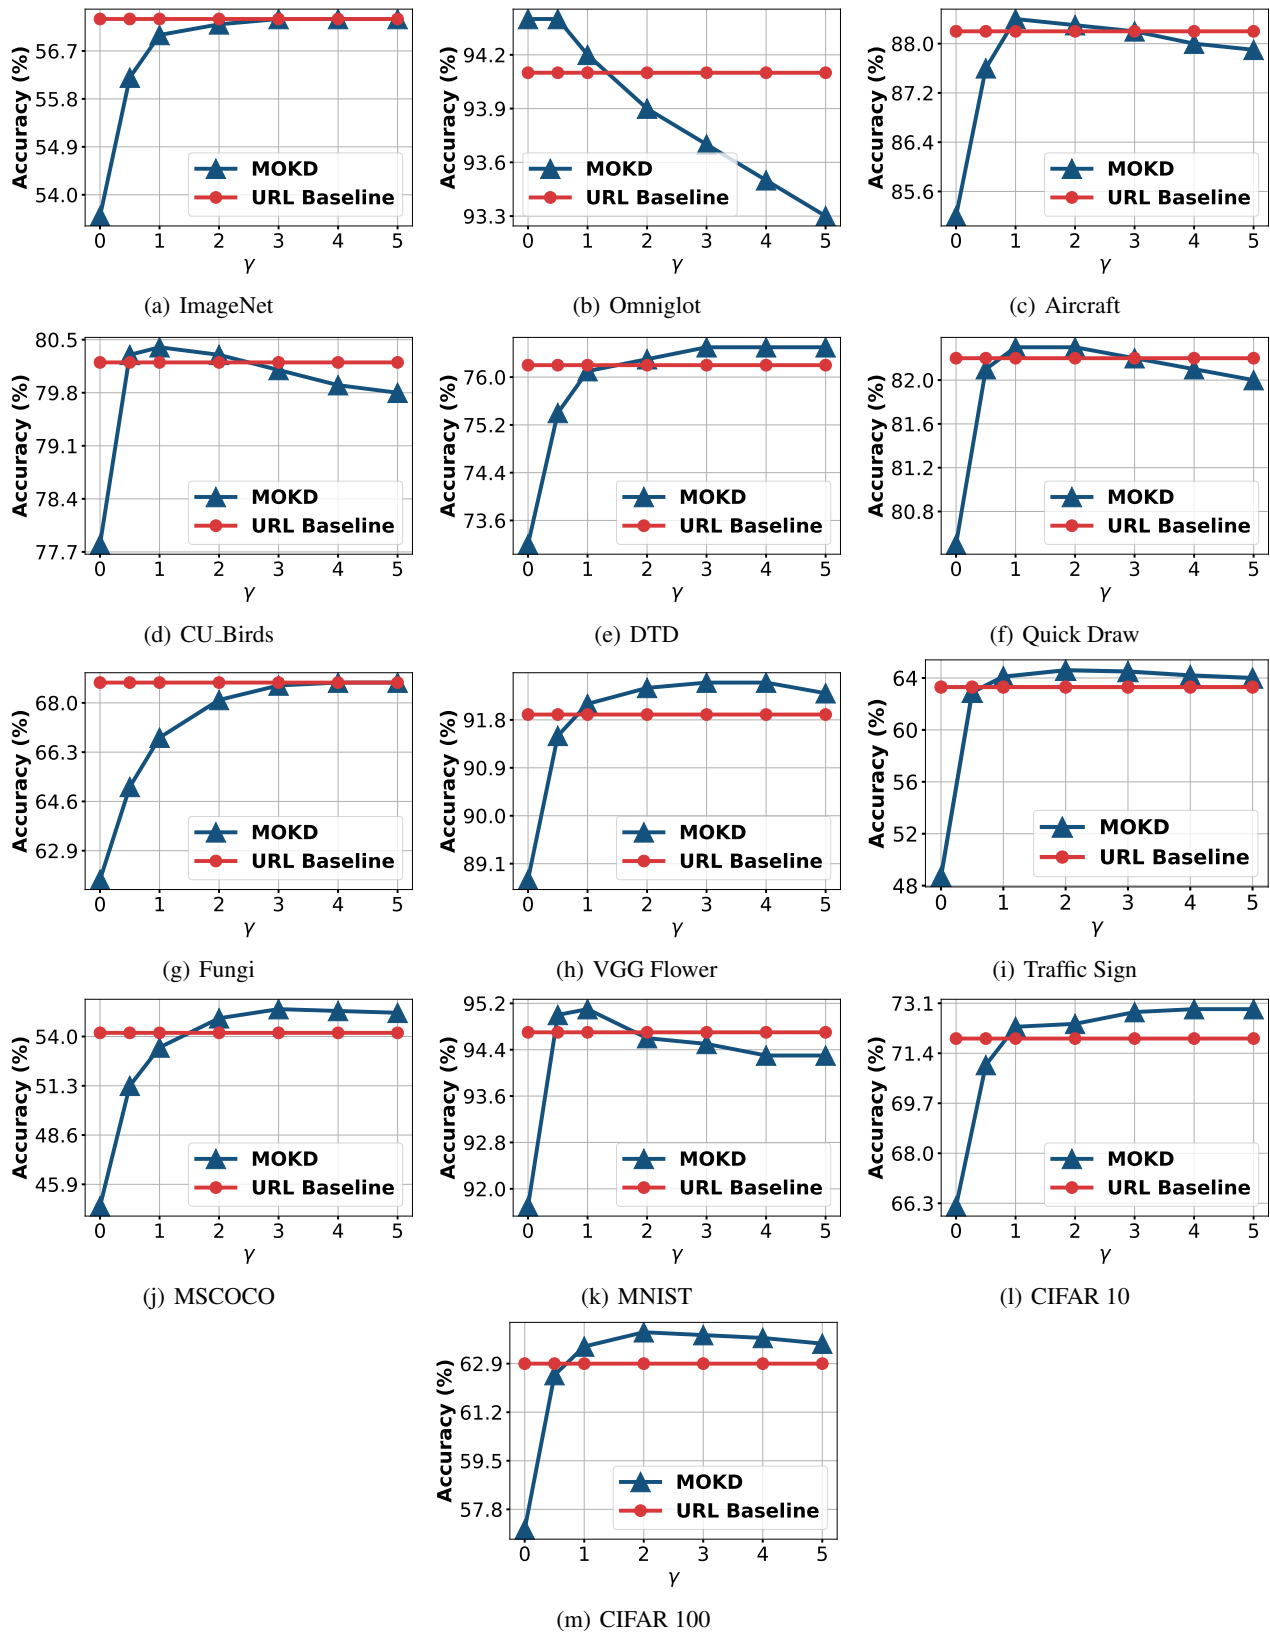 Accuracy (%)
56.7
55.8
54.9
54.0
MOKD
URL Baseline
0 1 2 3 4 5
γ
(a) ImageNet
Accuracy (%)
94.2
93.9
93.6
93.3
MOKD
URL Baseline
0 1 2 3 4 5
γ
(b) Omniglot
Accuracy (%)
88.0
87.2
86.4
85.6
MOKD
URL Baseline
0 1 2 3 4 5
γ
(c) Aircraft
Accuracy (%)
80.5
79.8
79.1
78.4
77.7
MOKD
URL Baseline
0 1 2 3 4 5
γ
(d) CU_Birds
Accuracy (%)
76.0
75.2
74.4
73.6
MOKD
URL Baseline
0 1 2 3 4 5
γ
(e) DTD
Accuracy (%)
82.0
81.6
81.2
80.8
MOKD
URL Baseline
0 1 2 3 4 5
γ
(f) Quick Draw
Accuracy (%)
68.0
66.3
64.6
62.9
MOKD
URL Baseline
0 1 2 3 4 5
γ
(g) Fungi
Accuracy (%)
91.8
90.9
90.0
89.1
MOKD
URL Baseline
0 1 2 3 4 5
γ
(h) VGG Flower
Accuracy (%)
64
60
56
52
48
MOKD
URL Baseline
0 1 2 3 4 5
γ
(i) Traffic Sign
Accuracy (%)
54.0
51.3
48.6
45.9
MOKD
URL Baseline
0 1 2 3 4 5
γ
(j) MSCOCO
Accuracy (%)
95.2
94.4
93.6
92.8
92.0
MOKD
URL Baseline
0 1 2 3 4 5
γ
(k) MNIST
Accuracy (%)
73.1
71.4
69.7
68.0
66.3
MOKD
URL Baseline
0 1 2 3 4 5
γ
(l) CIFAR 10
Accuracy (%)
62.9
61.2
59.5
57.8
MOKD
URL Baseline
0 1 2 3 4 5
γ
(m) CIFAR 100